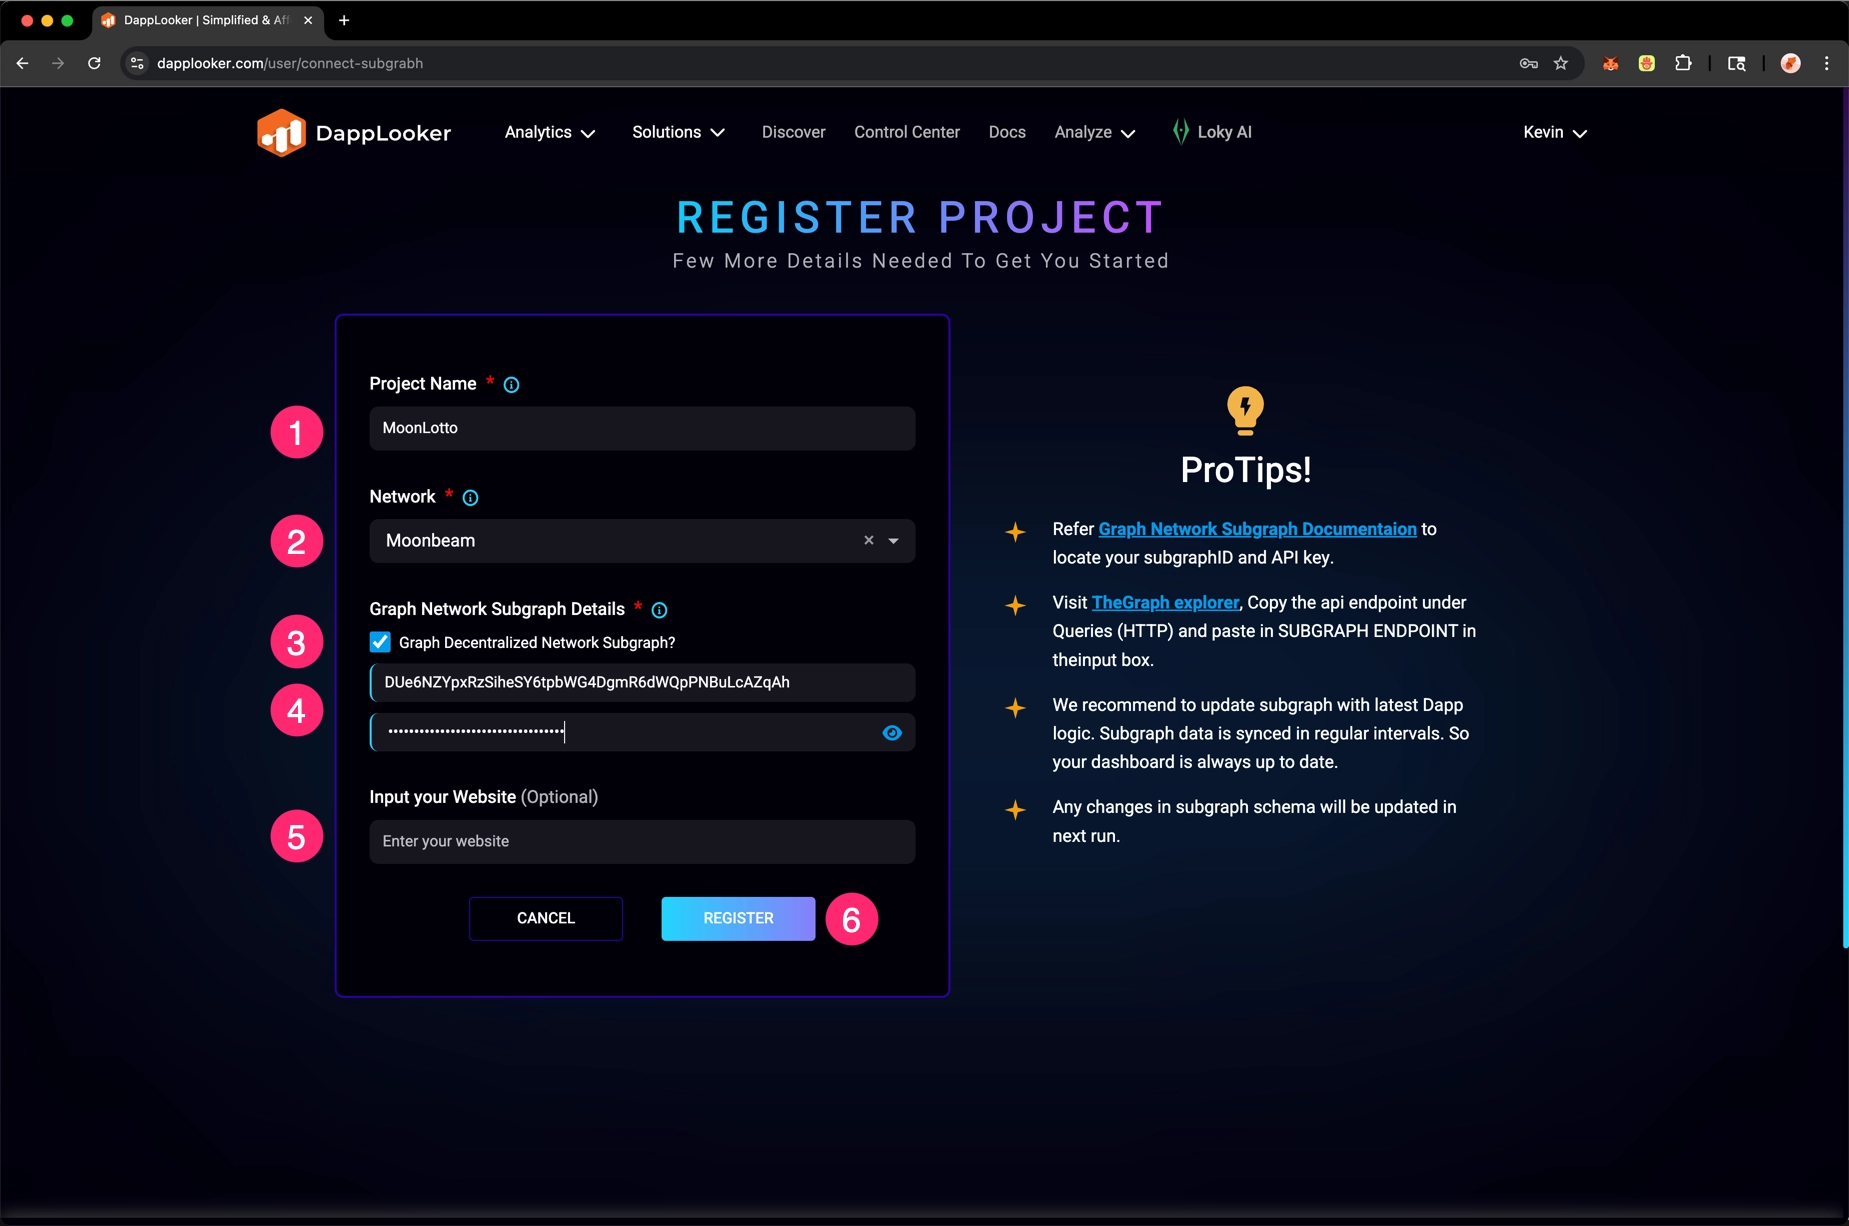 DappLooker | Simplified & Aff
dapplooker.com/user/connect-subgrabh
DappLooker
Analytics
Solutions
Discover
Control Center
Docs
Analyze
Loky AI
Kevin
REGISTER PROJECT
Few More Details Needed To Get You Started
Project Name *
1
MoonLotto
Network *
2
Moonbeam
Graph Network Subgraph Details *
3
Graph Decentralized Network Subgraph?
DUe6NZYpxRzSiheSY6tpbWG4DgmR6dWQpPNBuLcAZqAh
4
Input your Website (Optional)
5
Enter your website
CANCEL
REGISTER
6
ProTips!
Refer Graph Network Subgraph Documentaion to
locate your subgraphID and API key.
Visit TheGraph explorer, Copy the api endpoint under
Queries (HTTP) and paste in SUBGRAPH ENDPOINT in
theinput box.
We recommend to update subgraph with latest Dapp
logic. Subgraph data is synced in regular intervals. So
your dashboard is always up to date.
Any changes in subgraph schema will be updated in
next run.